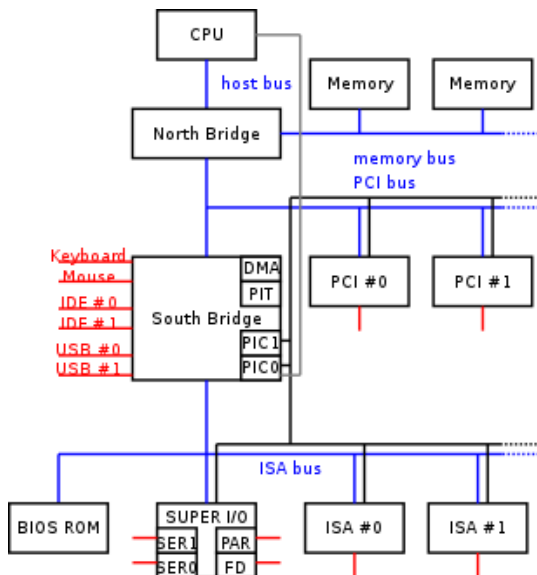 CPU
host bus
Memory
Memory
North Bridge
memory bus
PCI bus
Keyboard
Mouse
IDE #0
IDE #1
USB #0
USB #1
South Bridge
DMA
PIT
PIC1
PIC0
PCI #0
PCI #1
ISA bus
BIOS ROM
SUPER I/O
SER1
PAR
SER0
FD
ISA #0
ISA #1